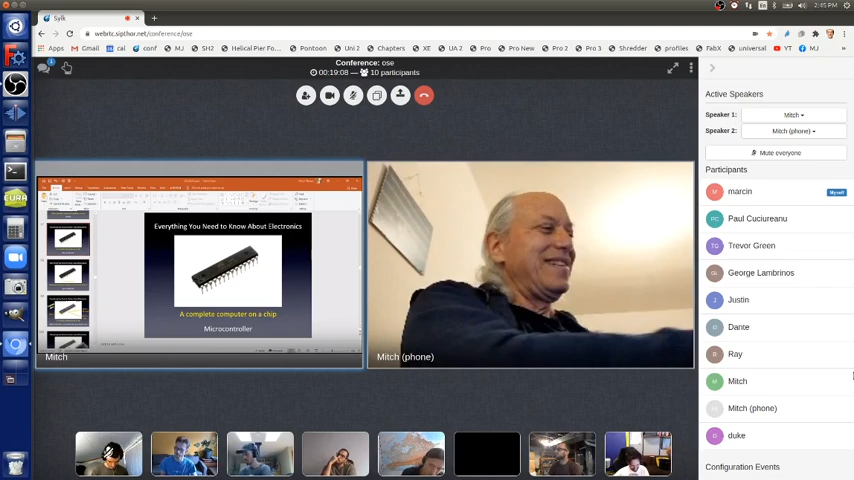 2:45 PM
Sylk
webrtc.sipthor.net/conference/ose
Apps
Gmail
cal
conf
MJ
SH2
Helical Pier Fo...
Pontoon
Uni 2
Chapters
XE
UA 2
Pro
Pro New
Pro 2
Pro 3
Shredder
profiles
FabX
universal
YT
MJ
Conference: ose
00:19:08 — 10 participants
Everything You Need to Know About Electronics
A complete computer on a chip
Microcontroller
Mitch
Mitch (phone)
Active Speakers
Speaker 1: Mitch
Speaker 2: Mitch (phone)
Mute everyone
Participants
M marcin Myself
PC Paul Cuciureanu
TG Trevor Green
GL George Lambrinos
J Justin
D Dante
R Ray
M Mitch
M Mitch (phone)
D duke
Configuration Events
CURA